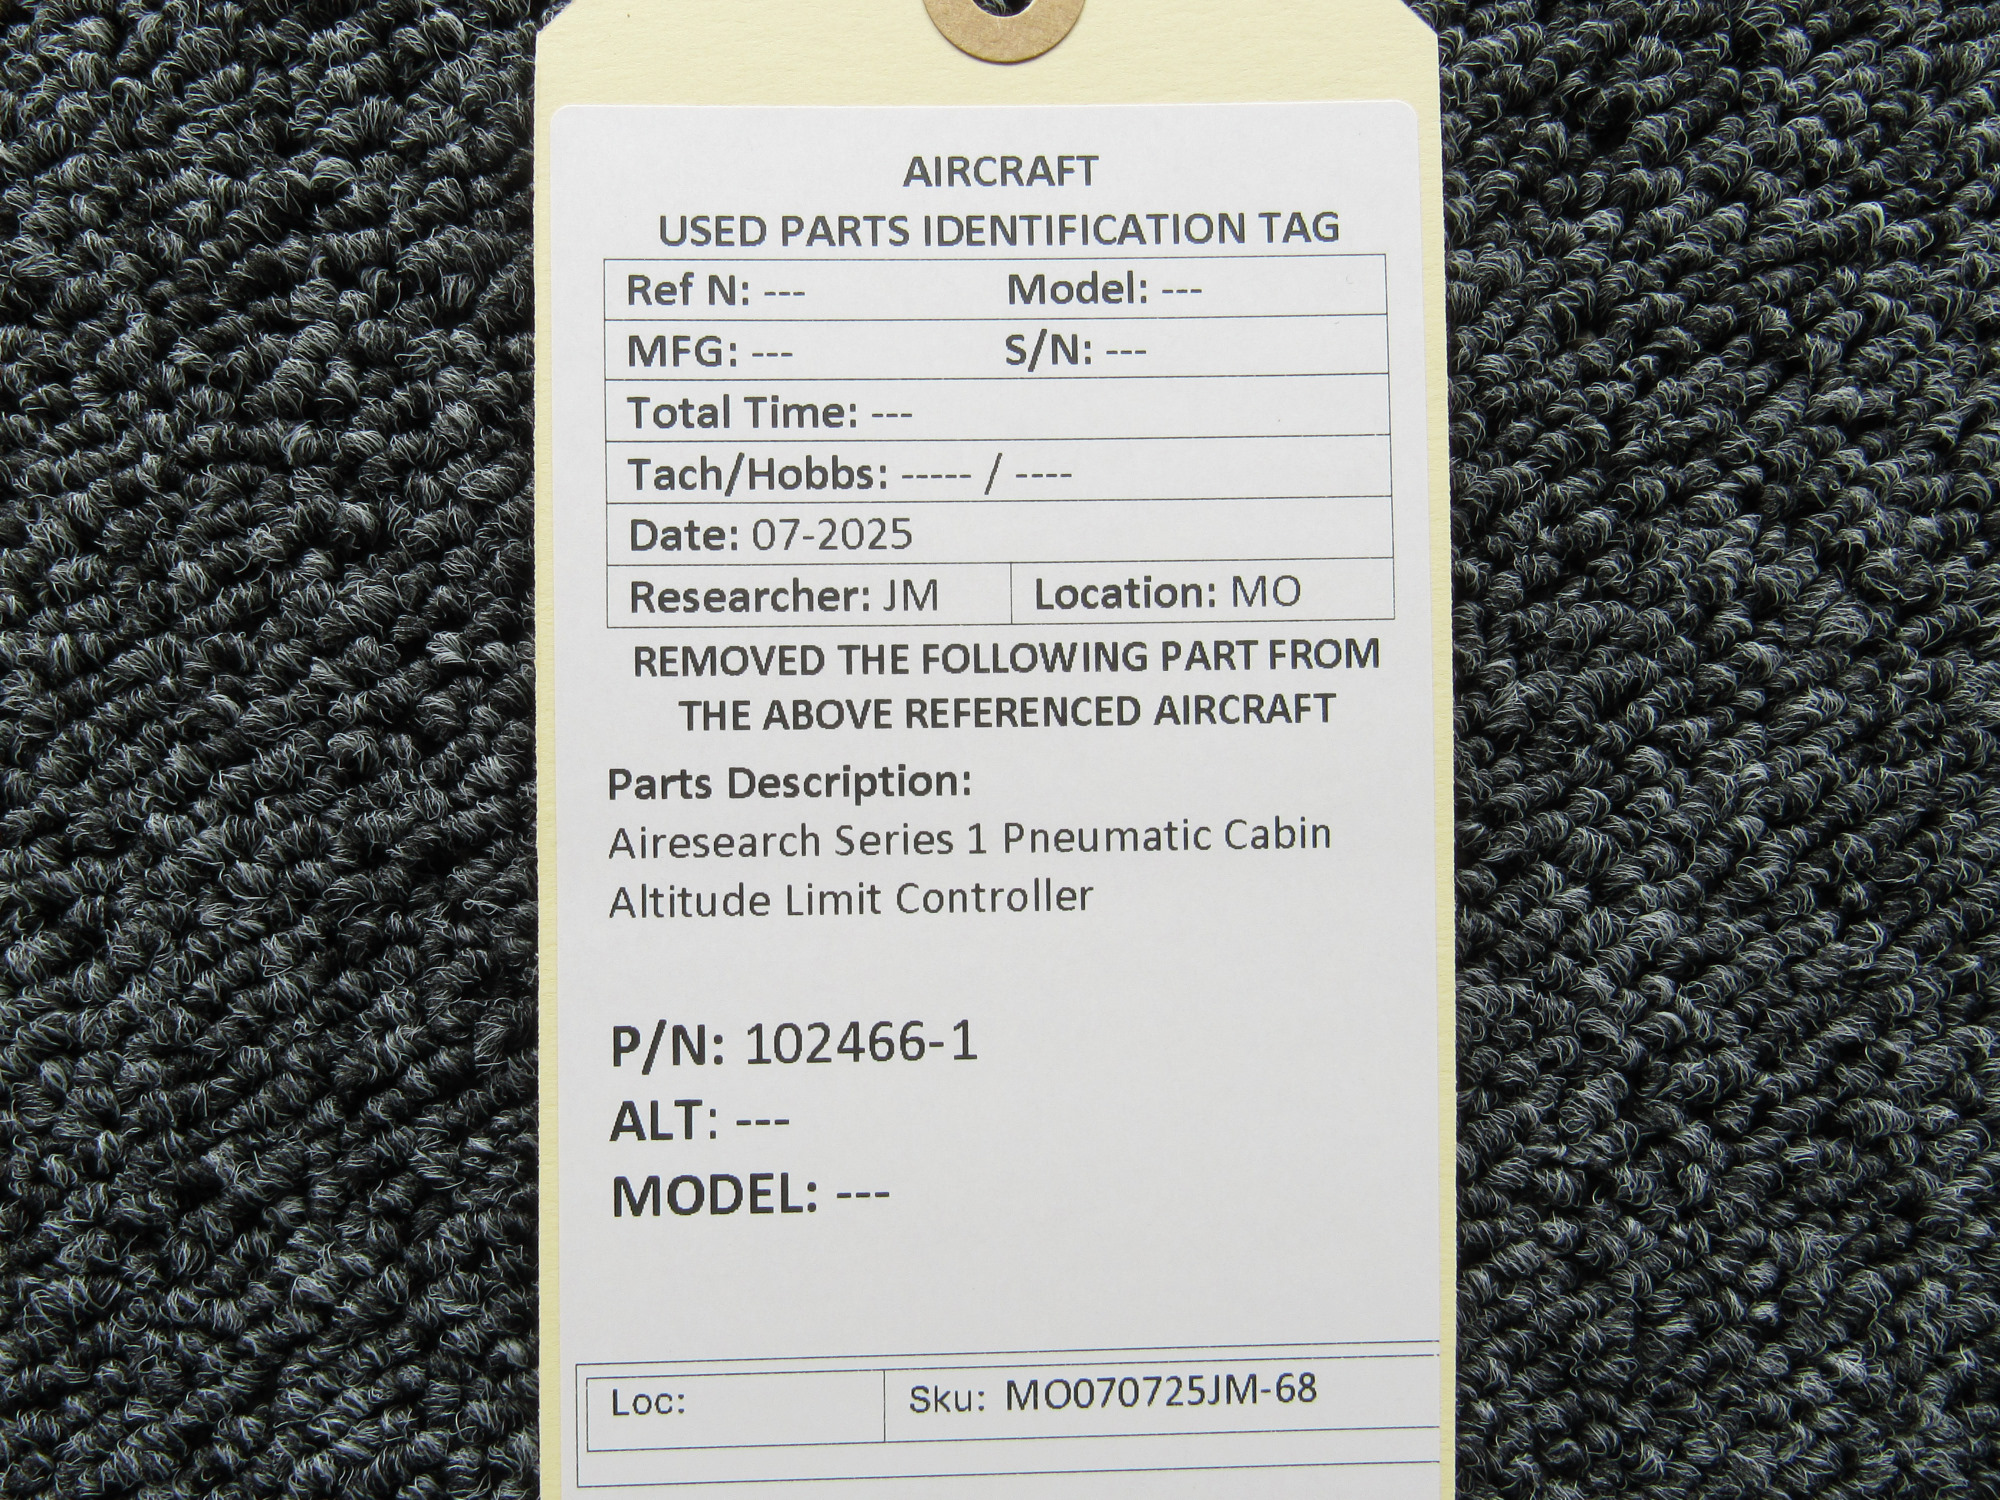 AIRCRAFT
USED PARTS IDENTIFICATION TAG
Ref N: --- Model: ---
MFG: --- S/N: ---
Total Time: ---
Tach/Hobbs: ----- / ----
Date: 07-2025
Researcher: JM Location: MO
REMOVED THE FOLLOWING PART FROM
THE ABOVE REFERENCED AIRCRAFT
Parts Description:
Airesearch Series 1 Pneumatic Cabin
Altitude Limit Controller
P/N: 102466-1
ALT: ---
MODEL: ---
Loc: Sku: MO070725JM-68